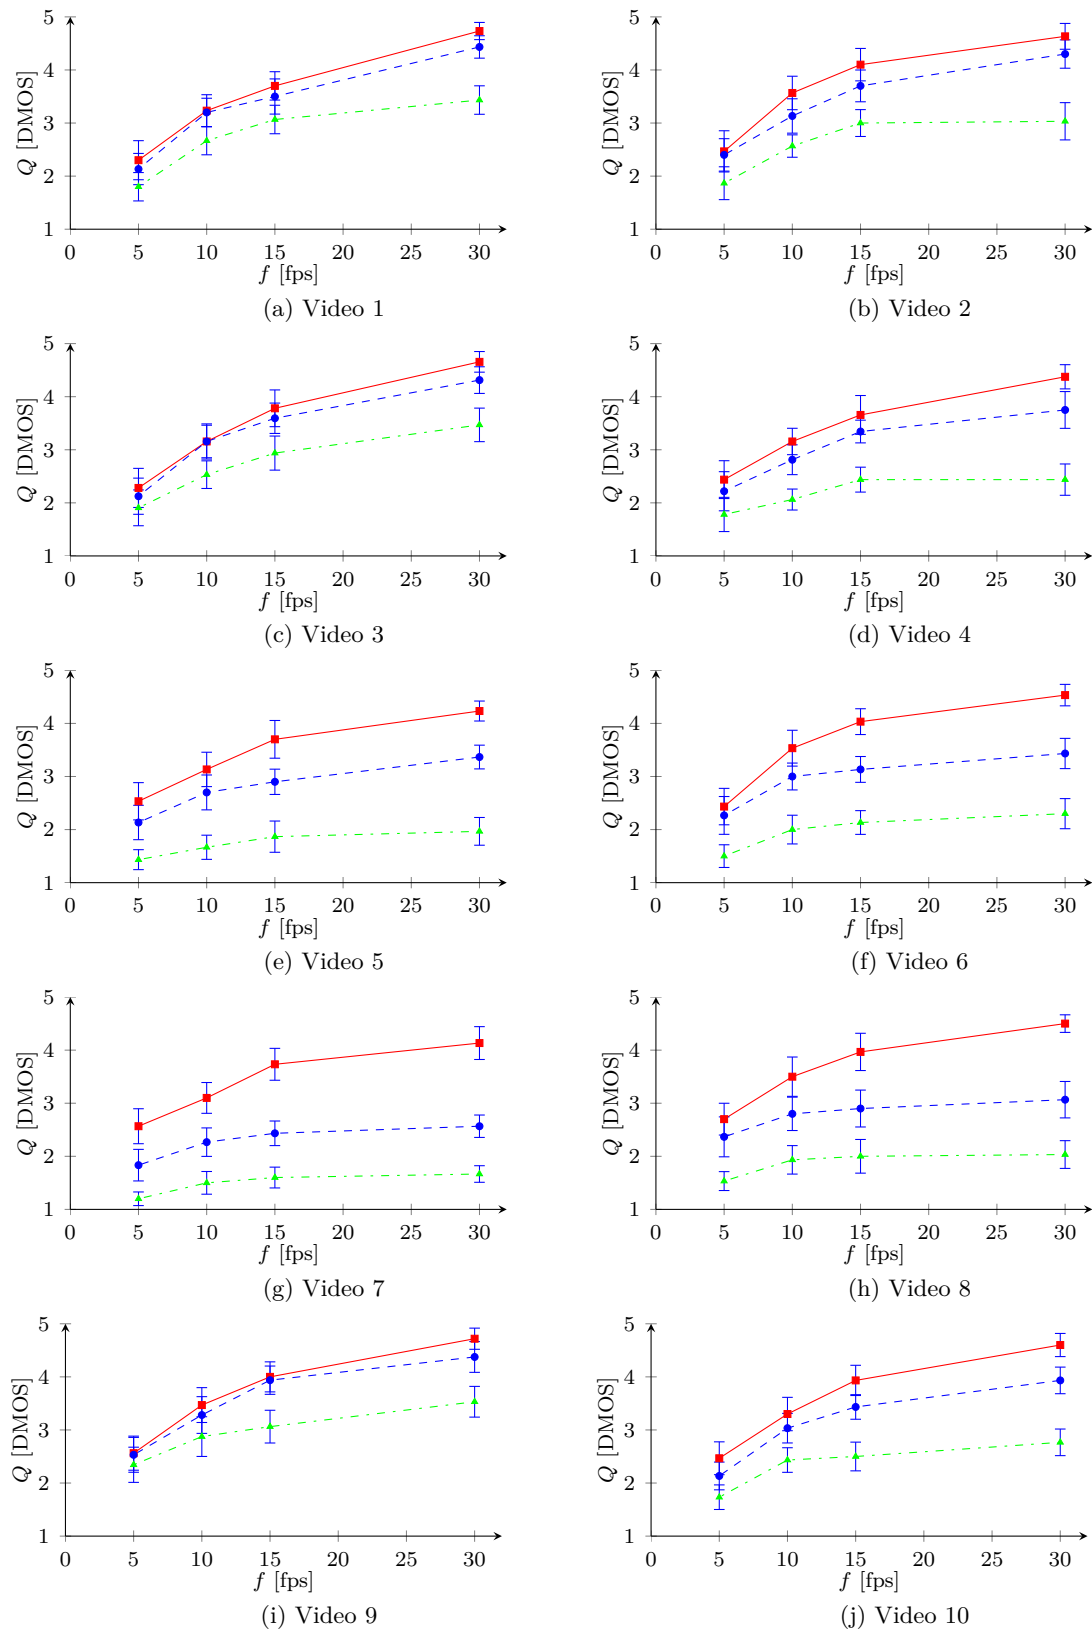 5
4
3
2
1
Q [DMOS]
0 5 10 15 20 25 30
f [fps]
(a) Video 1
5
4
3
2
1
Q [DMOS]
0 5 10 15 20 25 30
f [fps]
(b) Video 2
5
4
3
2
1
Q [DMOS]
0 5 10 15 20 25 30
f [fps]
(c) Video 3
5
4
3
2
1
Q [DMOS]
0 5 10 15 20 25 30
f [fps]
(d) Video 4
5
4
3
2
1
Q [DMOS]
0 5 10 15 20 25 30
f [fps]
(e) Video 5
5
4
3
2
1
Q [DMOS]
0 5 10 15 20 25 30
f [fps]
(f) Video 6
5
4
3
2
1
Q [DMOS]
0 5 10 15 20 25 30
f [fps]
(g) Video 7
5
4
3
2
1
Q [DMOS]
0 5 10 15 20 25 30
f [fps]
(h) Video 8
5
4
3
2
1
Q [DMOS]
0 5 10 15 20 25 30
f [fps]
(i) Video 9
5
4
3
2
1
Q [DMOS]
0 5 10 15 20 25 30
f [fps]
(j) Video 10